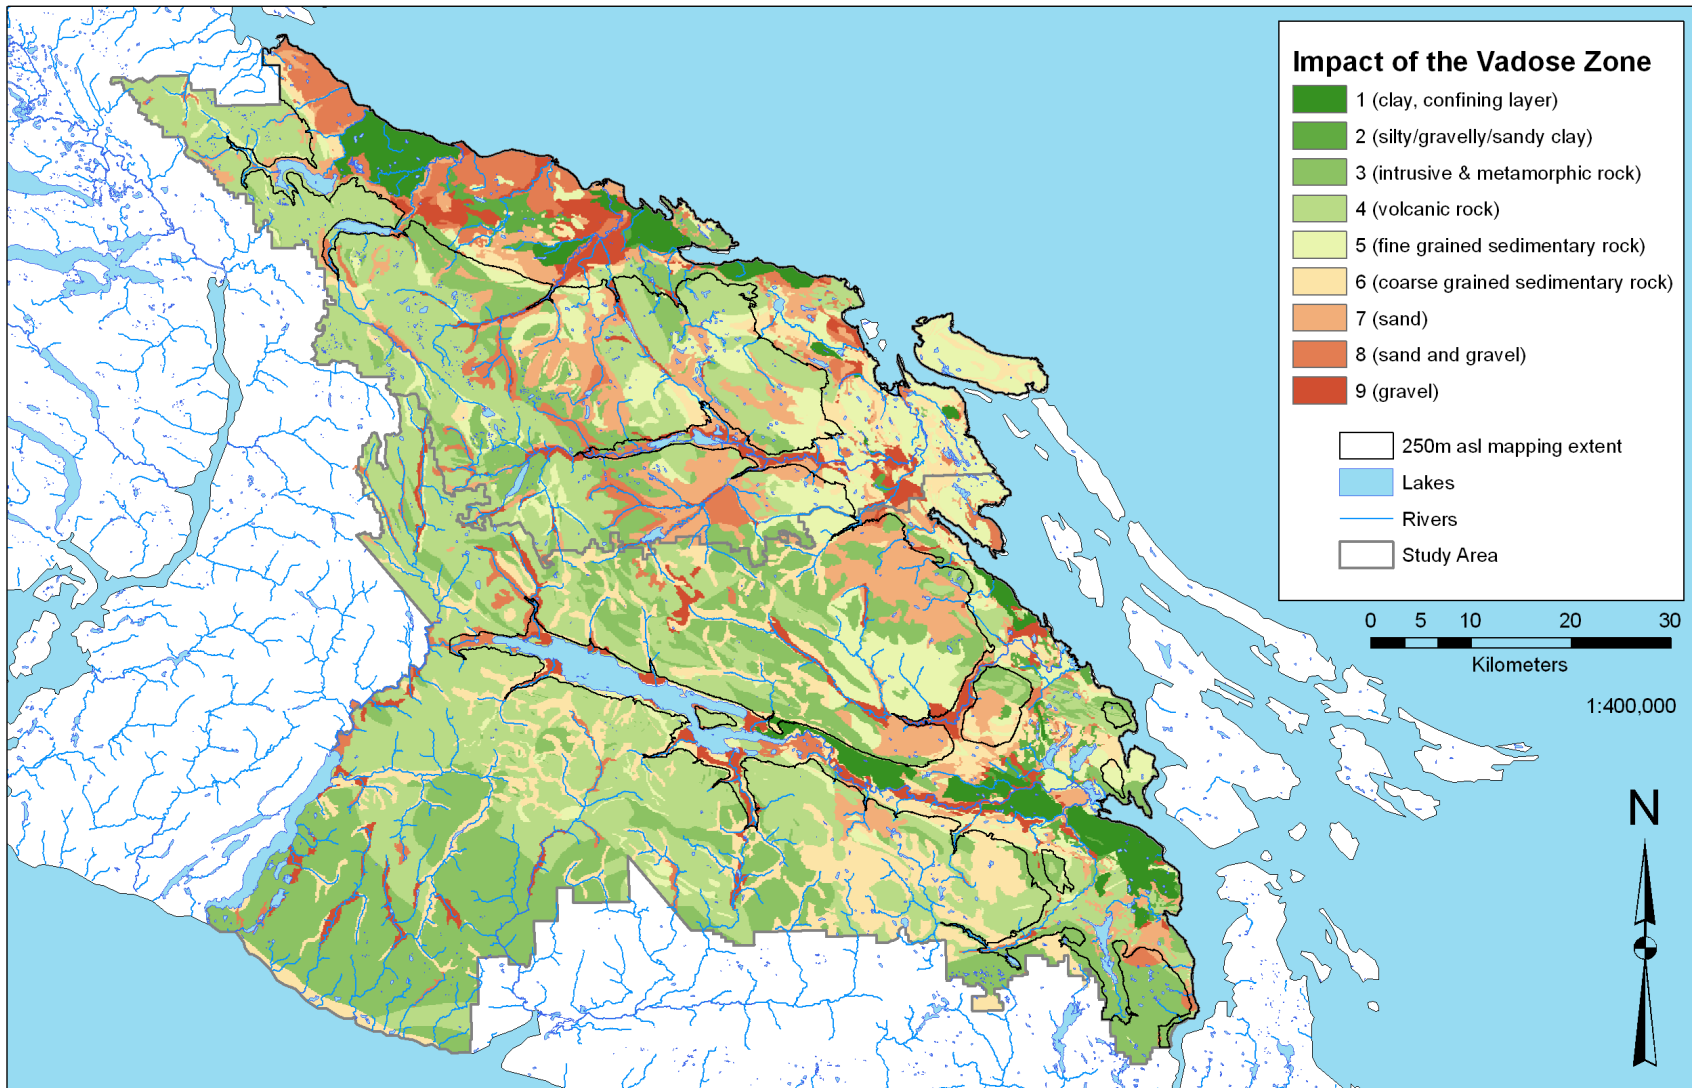 Impact of the Vadose Zone
1 (clay, confining layer)
2 (silty/gravelly/sandy clay)
3 (intrusive & metamorphic rock)
4 (volcanic rock)
5 (fine grained sedimentary rock)
6 (coarse grained sedimentary rock)
7 (sand)
8 (sand and gravel)
9 (gravel)
250m asl mapping extent
Lakes
Rivers
Study Area
0 5 10 20 30
Kilometers
1:400,000
N